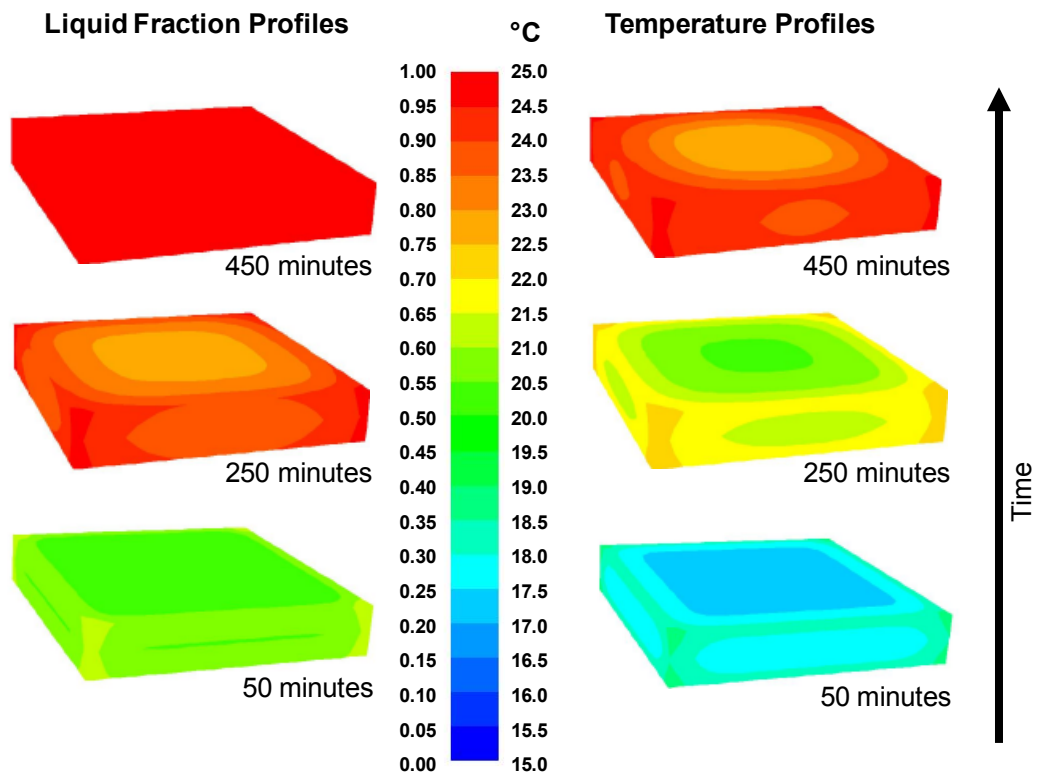 Liquid Fraction Profiles
°C
Temperature Profiles
1.00 25.0
0.95 24.5
0.90 24.0
0.85 23.5
0.80 23.0
0.75 22.5
0.70 22.0
0.65 21.5
0.60 21.0
0.55 20.5
0.50 20.0
0.45 19.5
0.40 19.0
0.35 18.5
0.30 18.0
0.25 17.5
0.20 17.0
0.15 16.5
0.10 16.0
0.05 15.5
0.00 15.0
450 minutes
250 minutes
50 minutes
450 minutes
250 minutes
50 minutes
Time